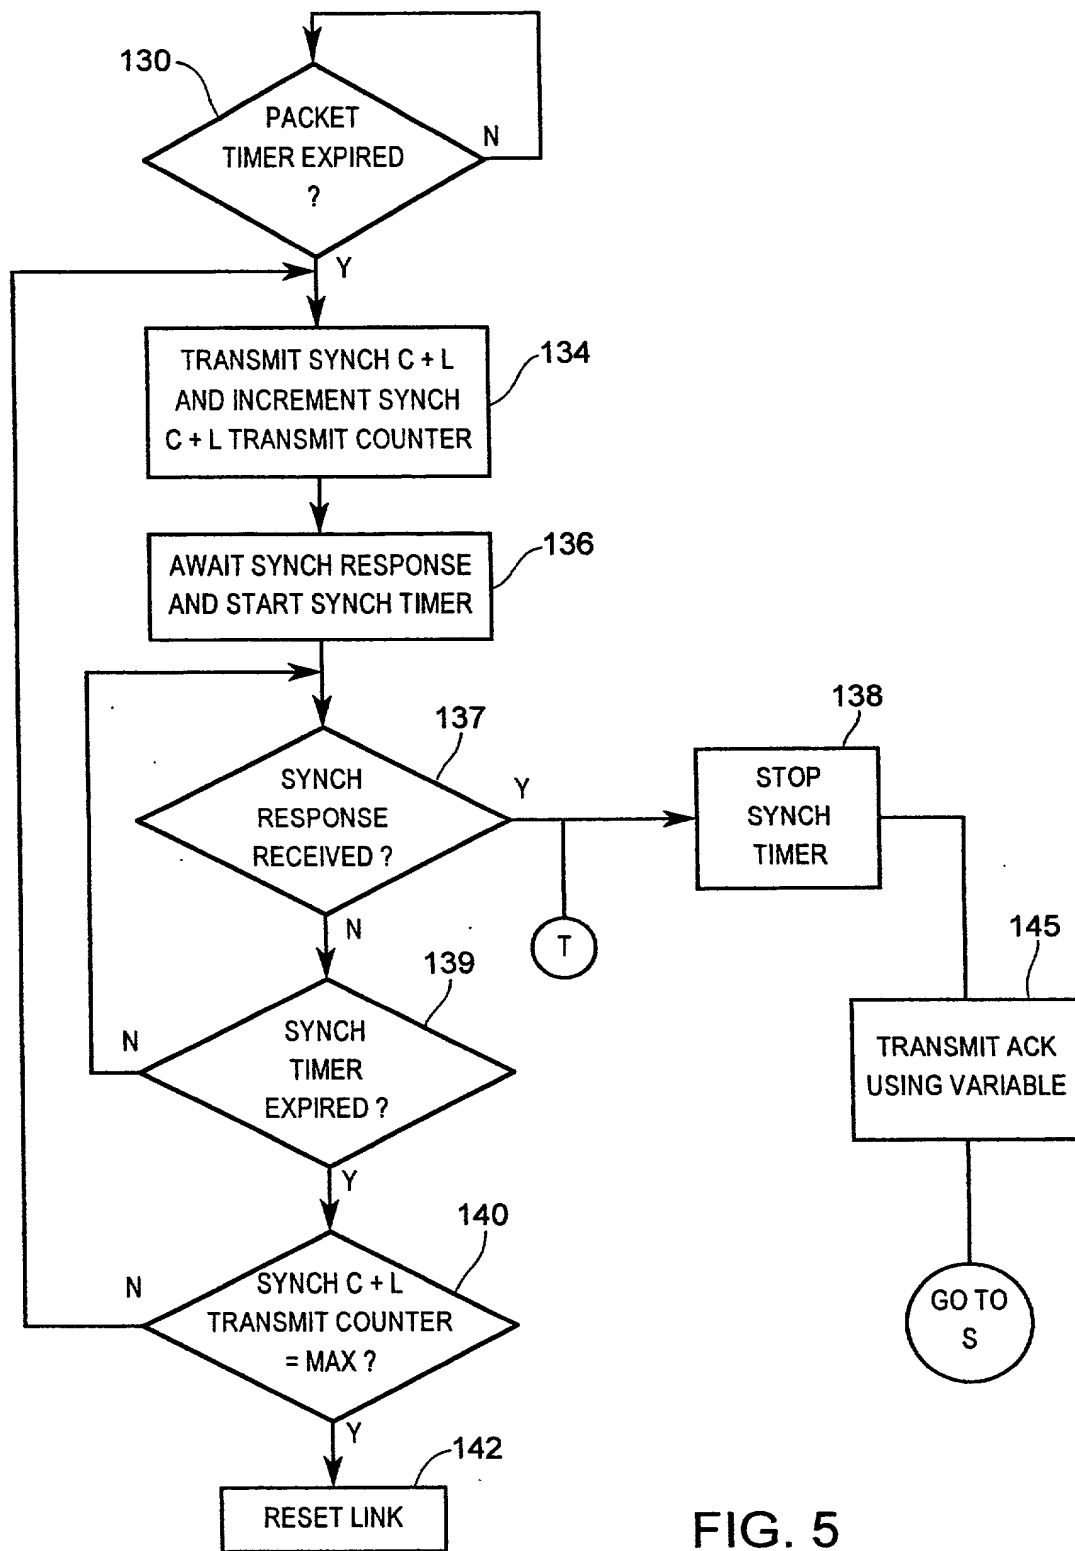 130
PACKET
TIMER EXPIRED
?
N
Y
TRANSMIT SYNCH C + L
AND INCREMENT SYNCH
C + L TRANSMIT COUNTER
134
AWAIT SYNCH RESPONSE
AND START SYNCH TIMER
136
137
SYNCH
RESPONSE
RECEIVED ?
Y
N
T
138
STOP
SYNCH
TIMER
145
TRANSMIT ACK
USING VARIABLE
GO TO
S
139
SYNCH
TIMER
EXPIRED ?
N
Y
140
SYNCH C + L
TRANSMIT COUNTER
= MAX ?
N
Y
142
RESET LINK
FIG. 5